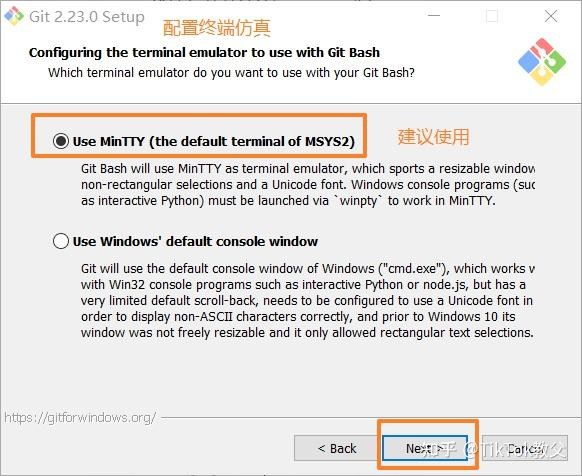 Git 2.23.0 Setup
配置终端仿真
Configuring the terminal emulator to use with Git Bash
Which terminal emulator do you want to use with your Git Bash?
Use MinTTY (the default terminal of MSYS2)
建议使用
Git Bash will use MinTTY as terminal emulator, which sports a resizable window
non-rectangular selections and a Unicode font. Windows console programs (suc
as interactive Python) must be launched via `winpty` to work in MinTTY.
Use Windows' default console window
Git will use the default console window of Windows ("cmd.exe"), which works w
with Win32 console programs such as interactive Python or node.js, but has a
very limited default scroll-back, needs to be configured to use a Unicode font in
order to display non-ASCII characters correctly, and prior to Windows 10 its
window was not freely resizable and it only allowed rectangular text selections.
https://gitforwindows.org/
< Back
Next >
Cancel
知乎 @TikTok教父